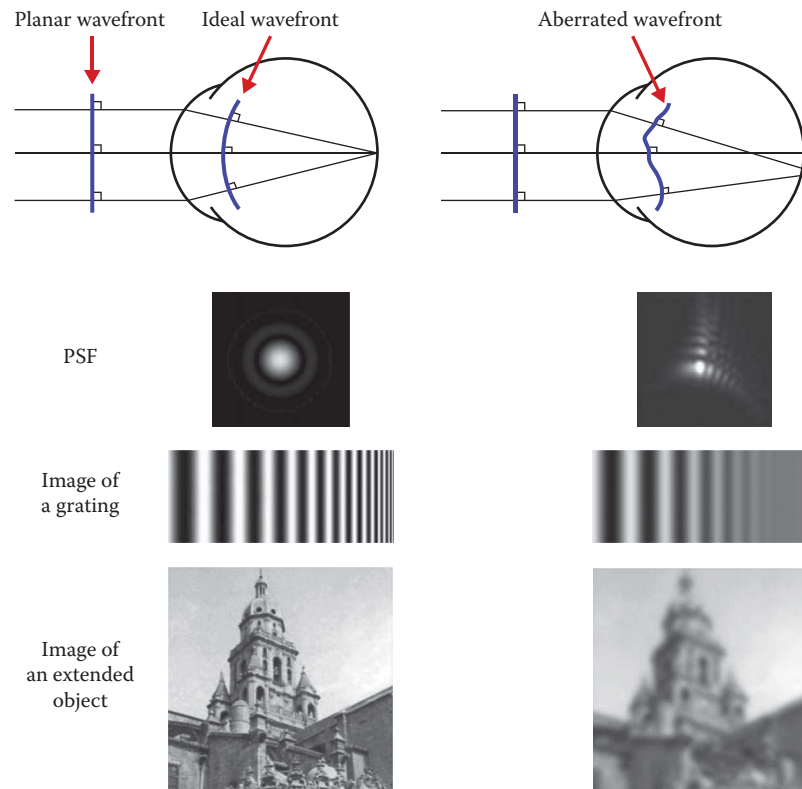 Planar wavefront
Ideal wavefront
Aberrated wavefront
PSF
Image of
a grating
Image of
an extended
object